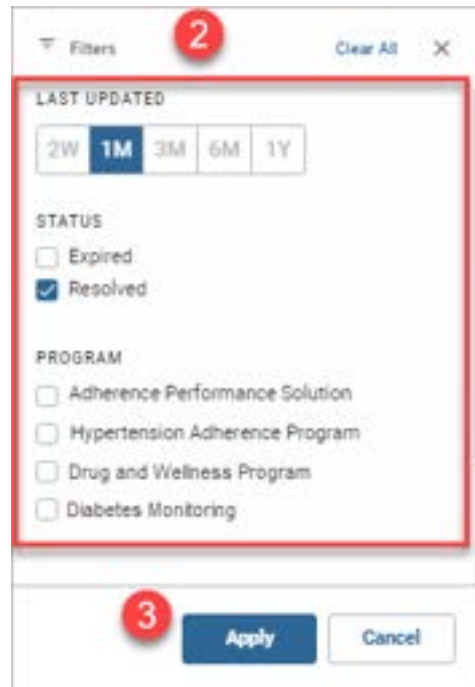 Filters 2 Clear All
LAST UPDATED
2W 1M 3M 6M 1Y
STATUS
Expired
Resolved
PROGRAM
Adherence Performance Solution
Hypertension Adherence Program
Drug and Wellness Program
Diabetes Monitoring
3 Apply Cancel